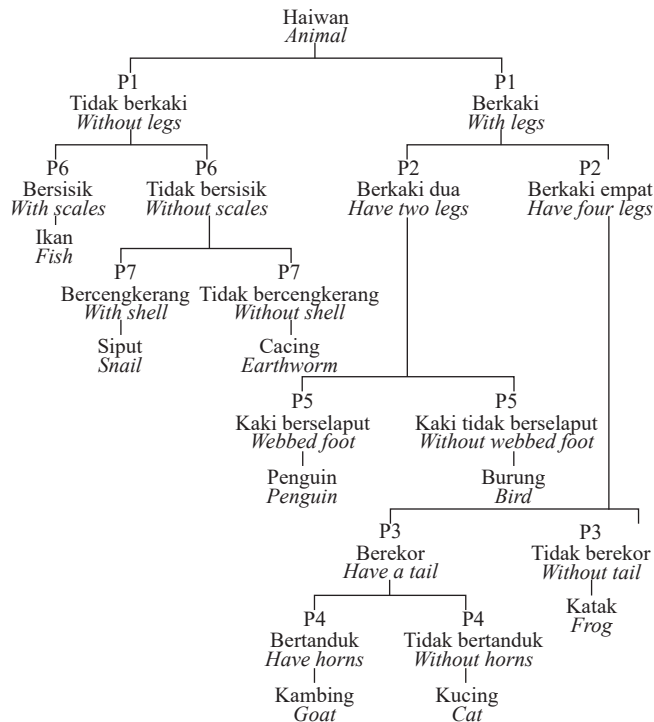 Haiwan
Animal
P1
Tidak berkaki
Without legs
P1
Berkaki
With legs
P6
Bersisik
With scales
Ikan
Fish
P6
Tidak bersisik
Without scales
P2
Berkaki dua
Have two legs
P2
Berkaki empat
Have four legs
P7
Bercengkerang
With shell
Siput
Snail
P7
Tidak bercengkerang
Without shell
Cacing
Earthworm
P5
Kaki berselaput
Webbed foot
Penguin
Penguin
P5
Kaki tidak berselaput
Without webbed foot
Burung
Bird
P3
Berekor
Have a tail
P3
Tidak berekor
Without tail
Katak
Frog
P4
Bertanduk
Have horns
Kambing
Goat
P4
Tidak bertanduk
Without horns
Kucing
Cat